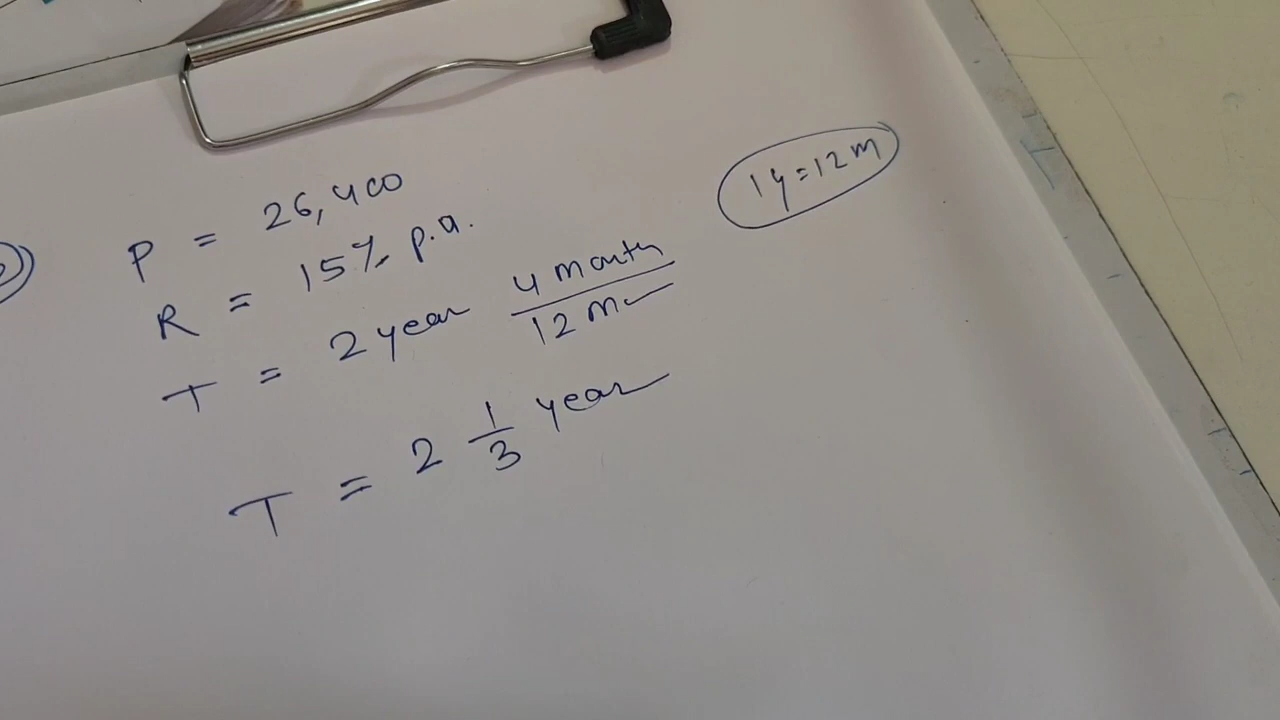 1y=12m
P = 26,400
R = 15% p.a.
T = 2 year 4 month/12 m
T = 2 1/3 year